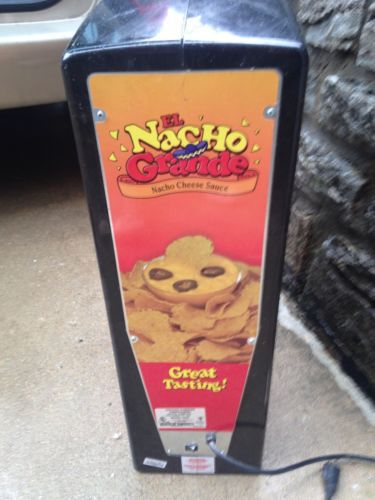 EL
Nacho
Grande
Nacho Cheese Sauce
Great
Tasting!